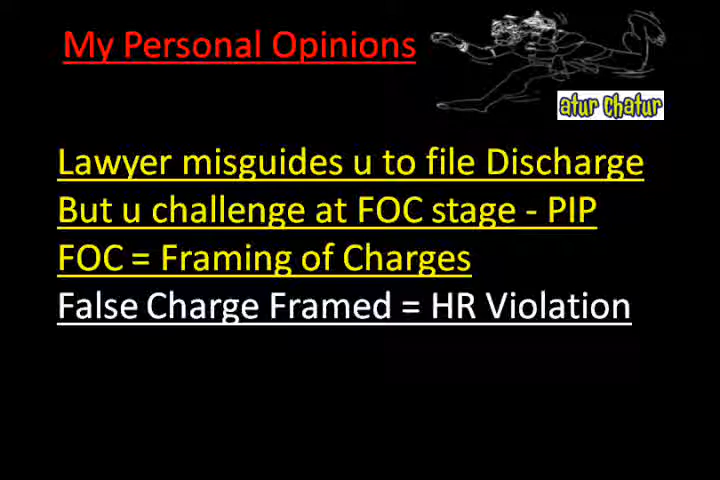 My Personal Opinions
atur chatur
Lawyer misguides u to file Discharge
But u challenge at FOC stage - PIP
FOC = Framing of Charges
False Charge Framed = HR Violation